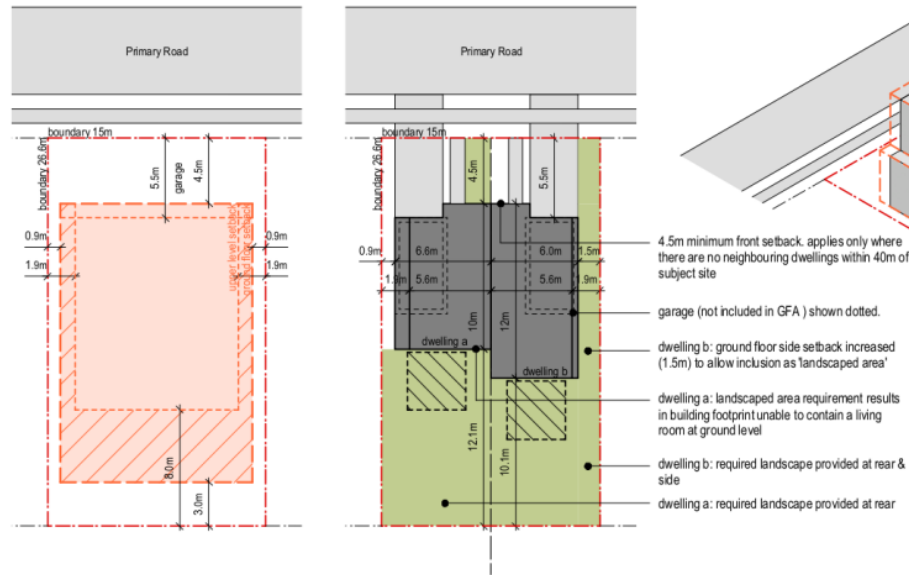 Primary Road
Primary Road
boundary 15m
boundary 15m
boundary 26.6m
boundary 26.6m
5.5m
garage
4.5m
4.5m
5.5m
upper level setback
ground floor setback
0.9m
0.9m
1.9m
1.9m
0.9m
6.6m
6.0m
1.5m
1.9m
5.6m
5.6m
1.9m
10m
12m
dwelling a
dwelling b
8.0m
3.0m
12.1m
10.1m
4.5m minimum front setback. applies only where
there are no neighbouring dwellings within 40m of
subject site
garage (not included in GFA ) shown dotted.
dwelling b: ground floor side setback increased
(1.5m) to allow inclusion as 'landscaped area'
dwelling a: landscaped area requirement results
in building footprint unable to contain a living
room at ground level
dwelling b: required landscape provided at rear &
side
dwelling a: required landscape provided at rear